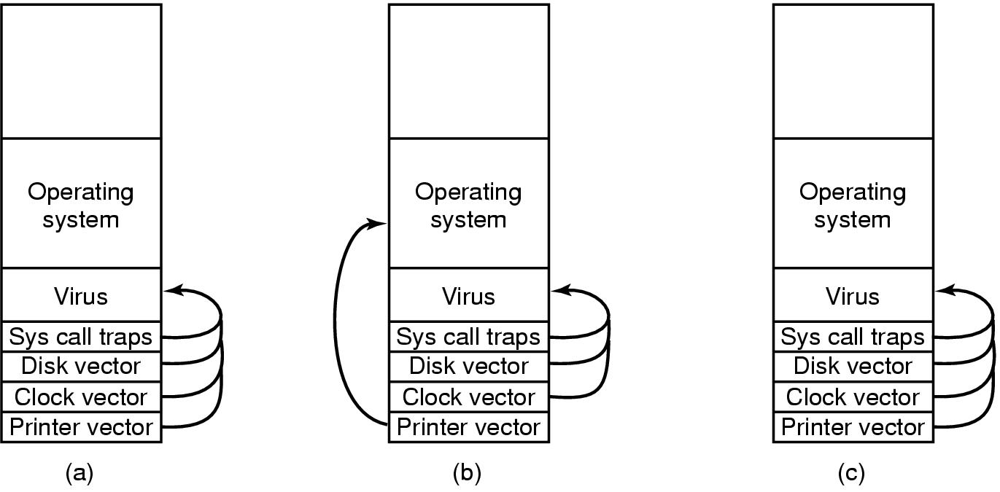 Operating
system
Virus
Sys call traps
Disk vector
Clock vector
Printer vector
(a)
Operating
system
Virus
Sys call traps
Disk vector
Clock vector
Printer vector
(b)
Operating
system
Virus
Sys call traps
Disk vector
Clock vector
Printer vector
(c)